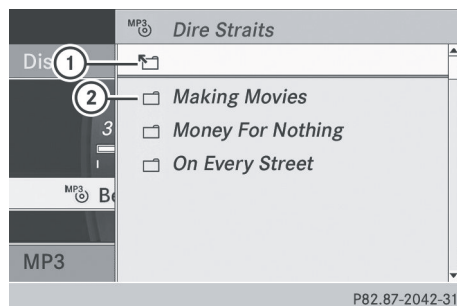 MP3 Dire Straits
Dis
1
2 Making Movies
3 Money For Nothing
On Every Street
MP3 Be
MP3
P82.87-2042-31